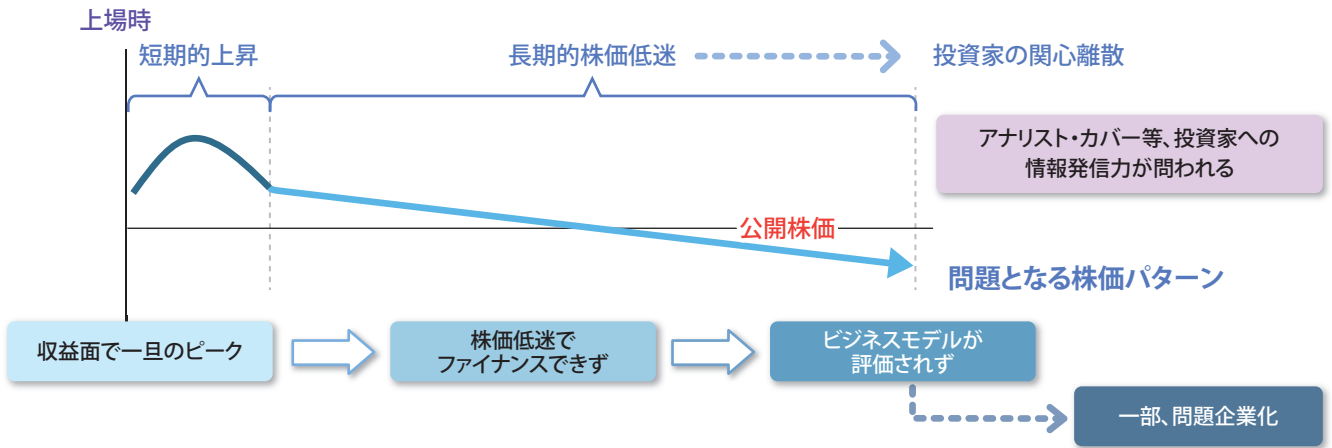 上場時
短期的上昇
長期的株価低迷
投資家の関心離散
アナリスト・カバー等、投資家への
情報発信力が問われる
公開株価
問題となる株価パターン
収益面で一旦のピーク
株価低迷で
ファイナンスできず
ビジネスモデルが
評価されず
一部、問題企業化